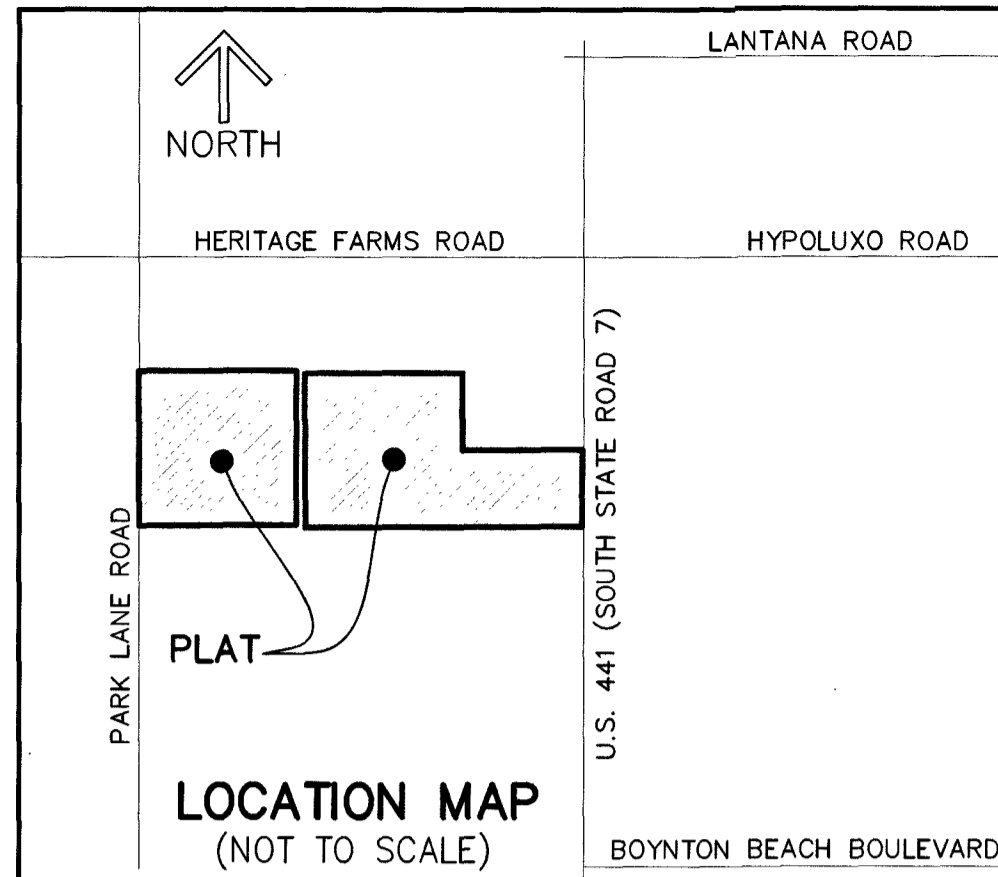 LANTANA ROAD
NORTH
HERITAGE FARMS ROAD
HYPOLUXO ROAD
U.S. 441 (SOUTH STATE ROAD 7)
PARK LANE ROAD
PLAT
LOCATION MAP
(NOT TO SCALE)
BOYNTON BEACH BOULEVARD